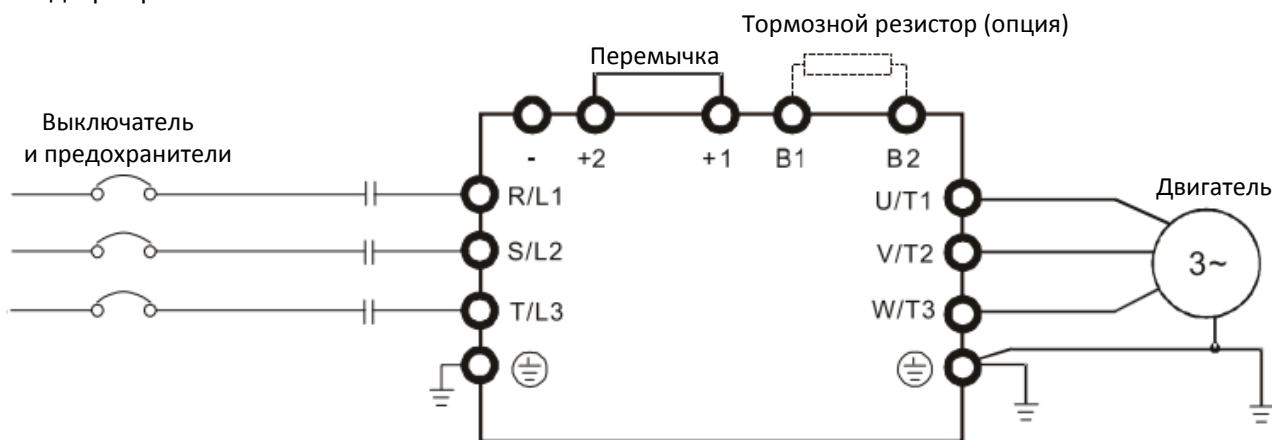 Тормозной резистор (опция)
Перемычка
Выключатель
и предохранители
- +2 +1 B1 B2
R/L1 U/T1
Двигатель
S/L2 V/T2
3~
T/L3 W/T3